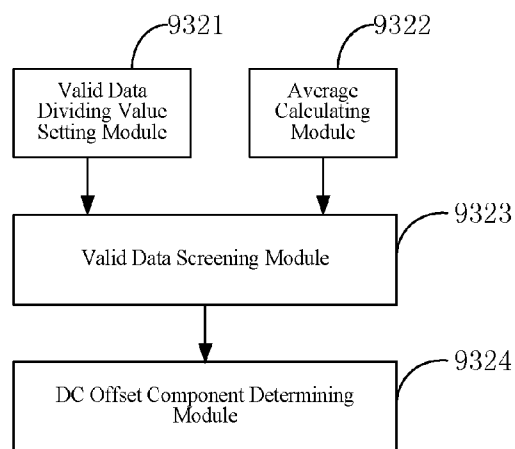 9321
9322
Valid Data
Dividing Value
Setting Module
Average
Calculating
Module
9323
Valid Data Screening Module
9324
DC Offset Component Determining
Module